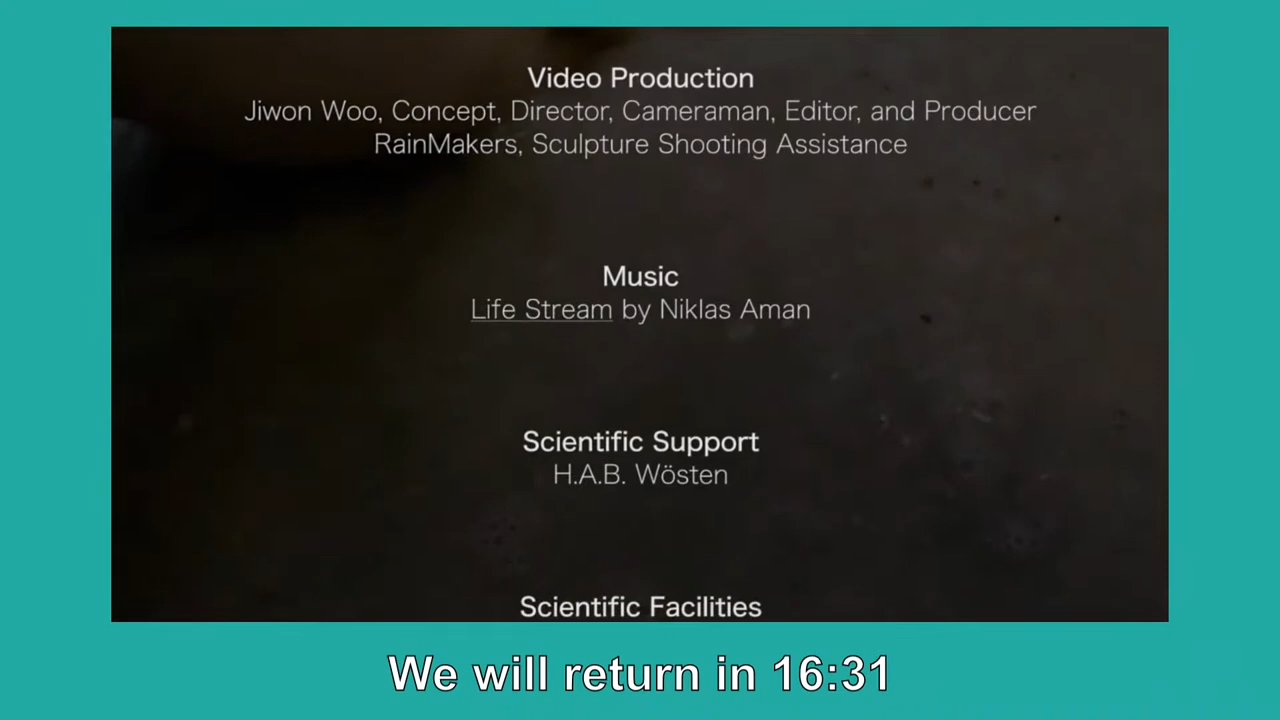 Video Production
Jiwon Woo, Concept, Director, Cameraman, Editor, and Producer
RainMakers, Sculpture Shooting Assistance
Music
Life Stream by Niklas Aman
Scientific Support
H.A.B. Wösten
Scientific Facilities
We will return in 16:31